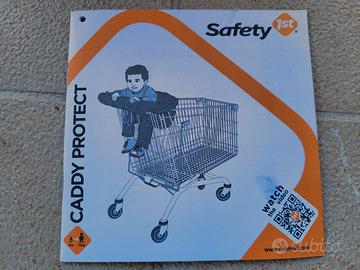 Safety 1st
CADDY PROTECT
watch
the video
subito